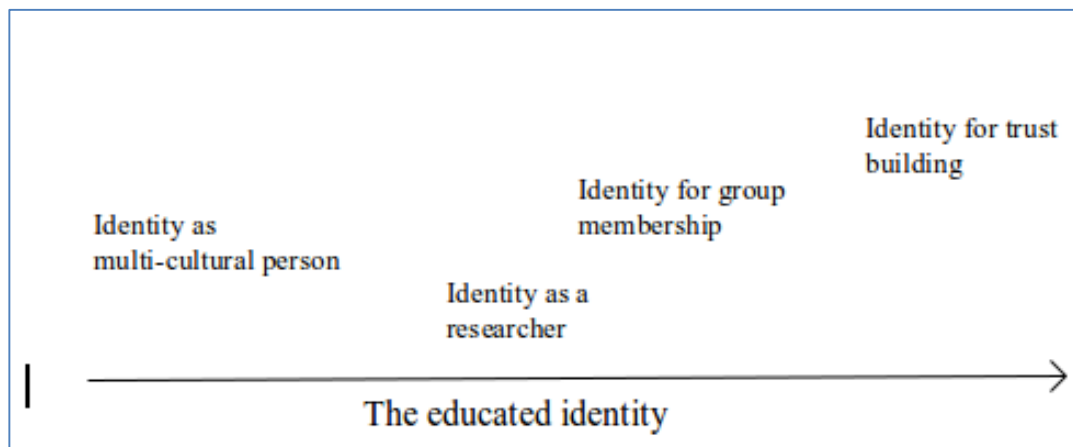 Identity for trust
building
Identity for group
membership
Identity as
multi-cultural person
Identity as a
researcher
The educated identity